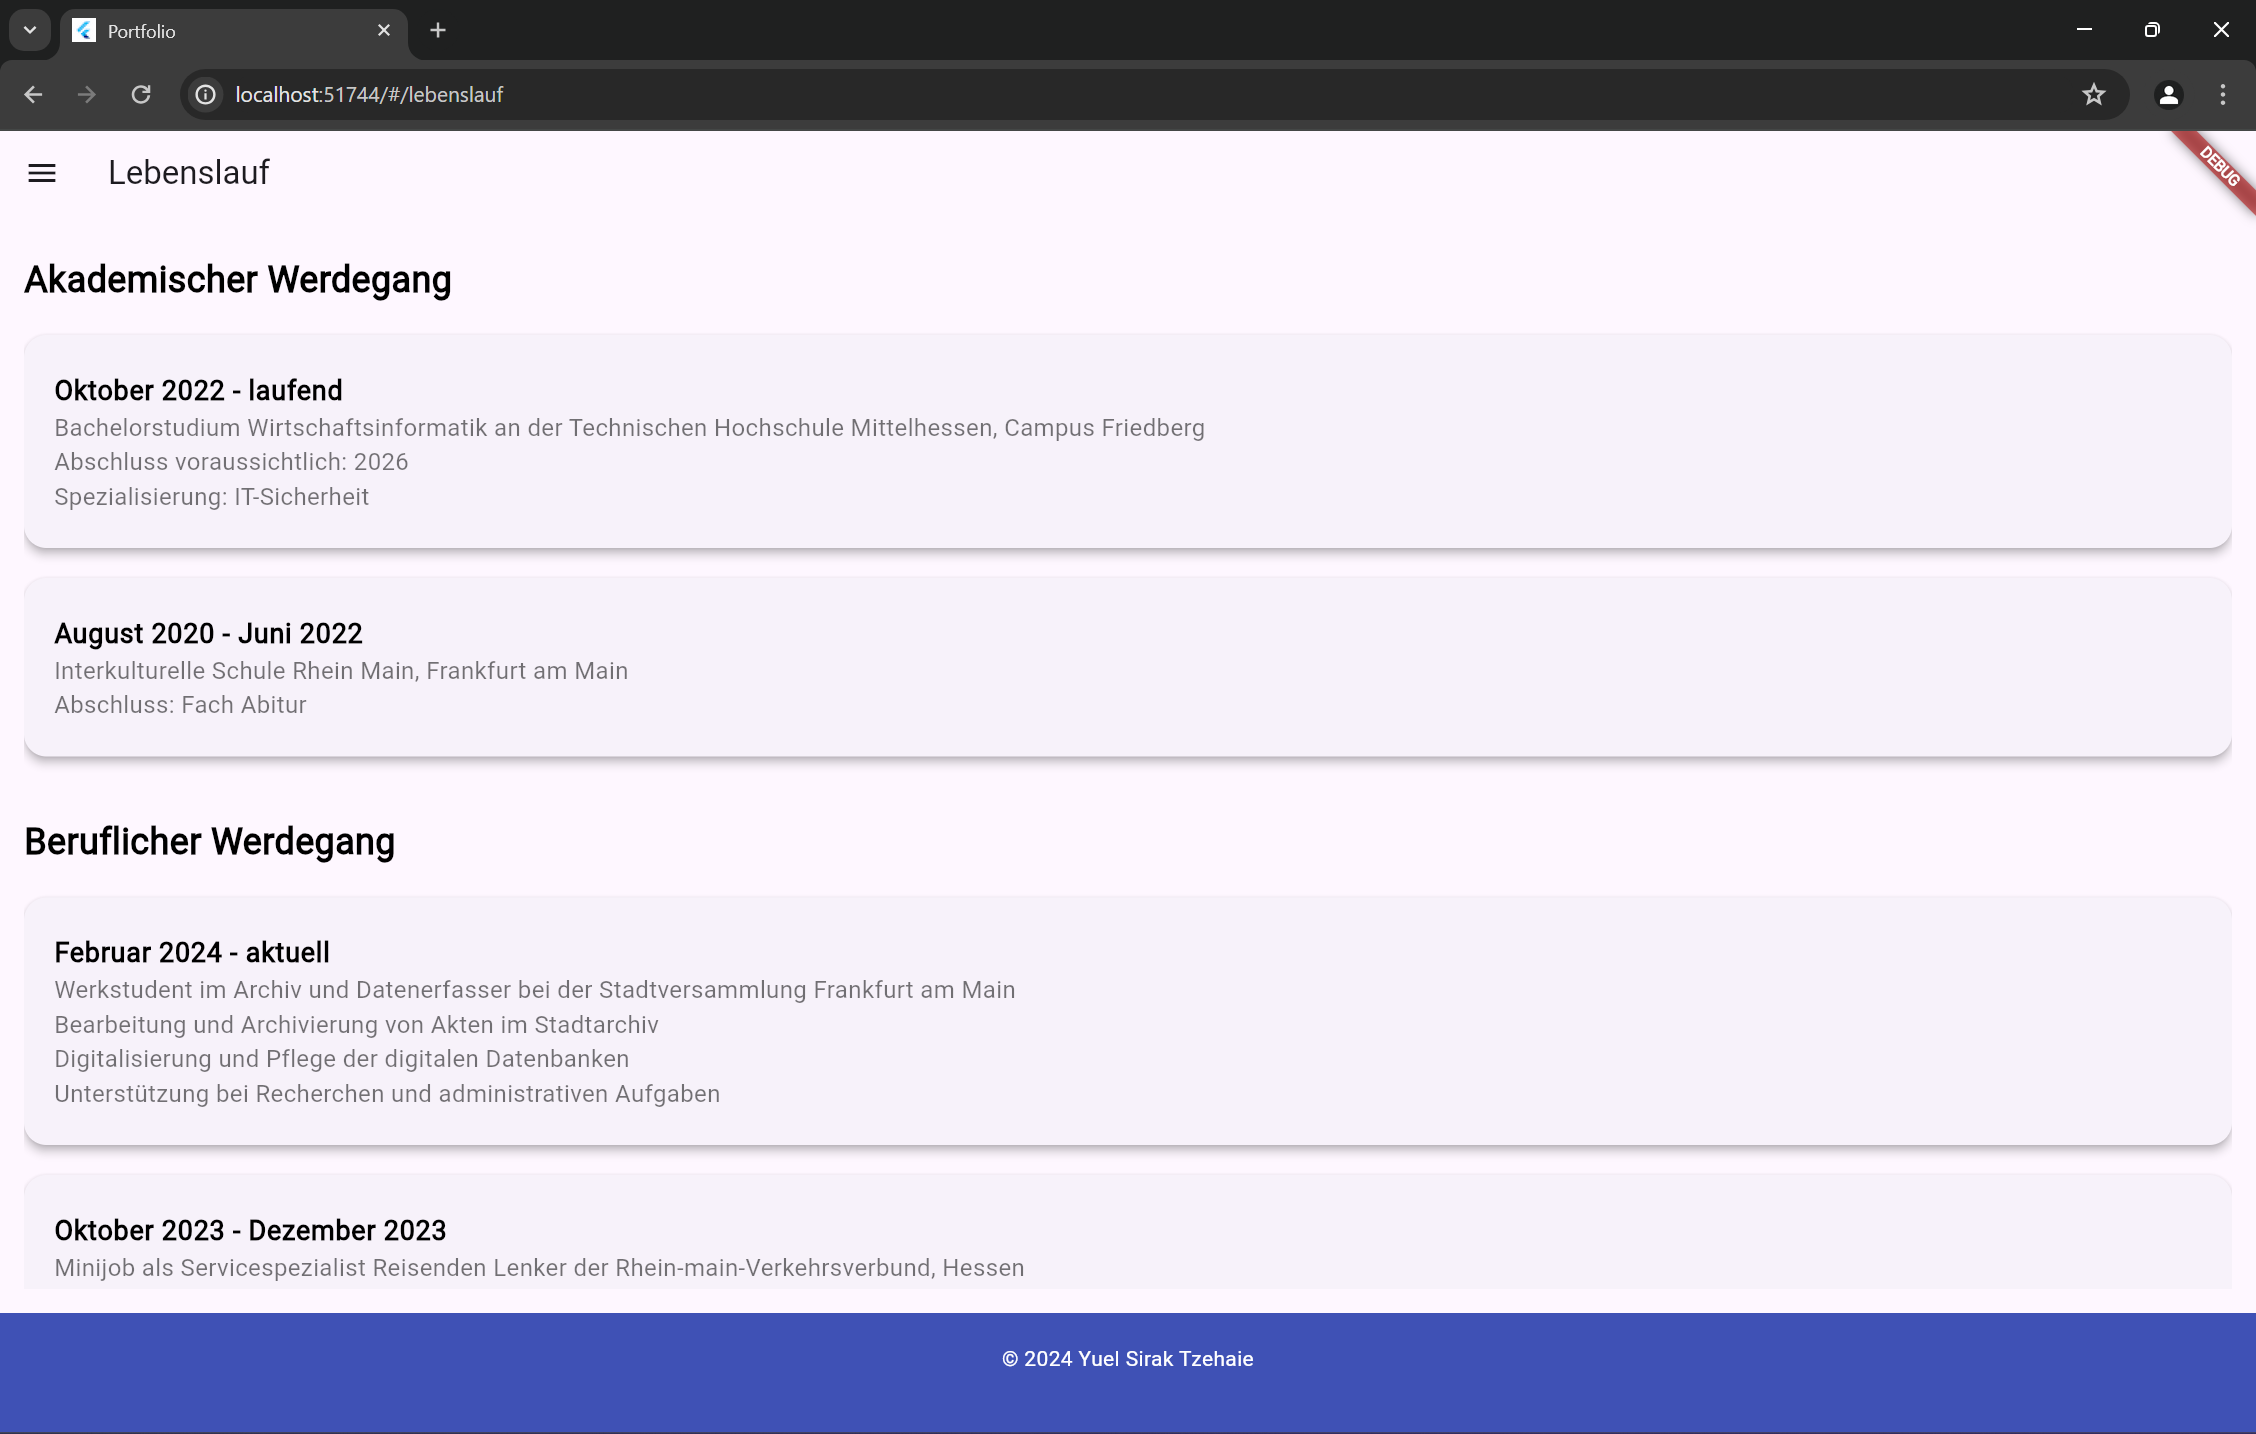 Portfolio
localhost:51744/#/lebenslauf
Lebenslauf
DEBUG
Akademischer Werdegang
Oktober 2022 - laufend
Bachelorstudium Wirtschaftsinformatik an der Technischen Hochschule Mittelhessen, Campus Friedberg
Abschluss voraussichtlich: 2026
Spezialisierung: IT-Sicherheit
August 2020 - Juni 2022
Interkulturelle Schule Rhein Main, Frankfurt am Main
Abschluss: Fach Abitur
Beruflicher Werdegang
Februar 2024 - aktuell
Werkstudent im Archiv und Datenerfasser bei der Stadtversammlung Frankfurt am Main
Bearbeitung und Archivierung von Akten im Stadtarchiv
Digitalisierung und Pflege der digitalen Datenbanken
Unterstützung bei Recherchen und administrativen Aufgaben
Oktober 2023 - Dezember 2023
Minijob als Servicespezialist Reisenden Lenker der Rhein-main-Verkehrsverbund, Hessen
© 2024 Yuel Sirak Tzehaie